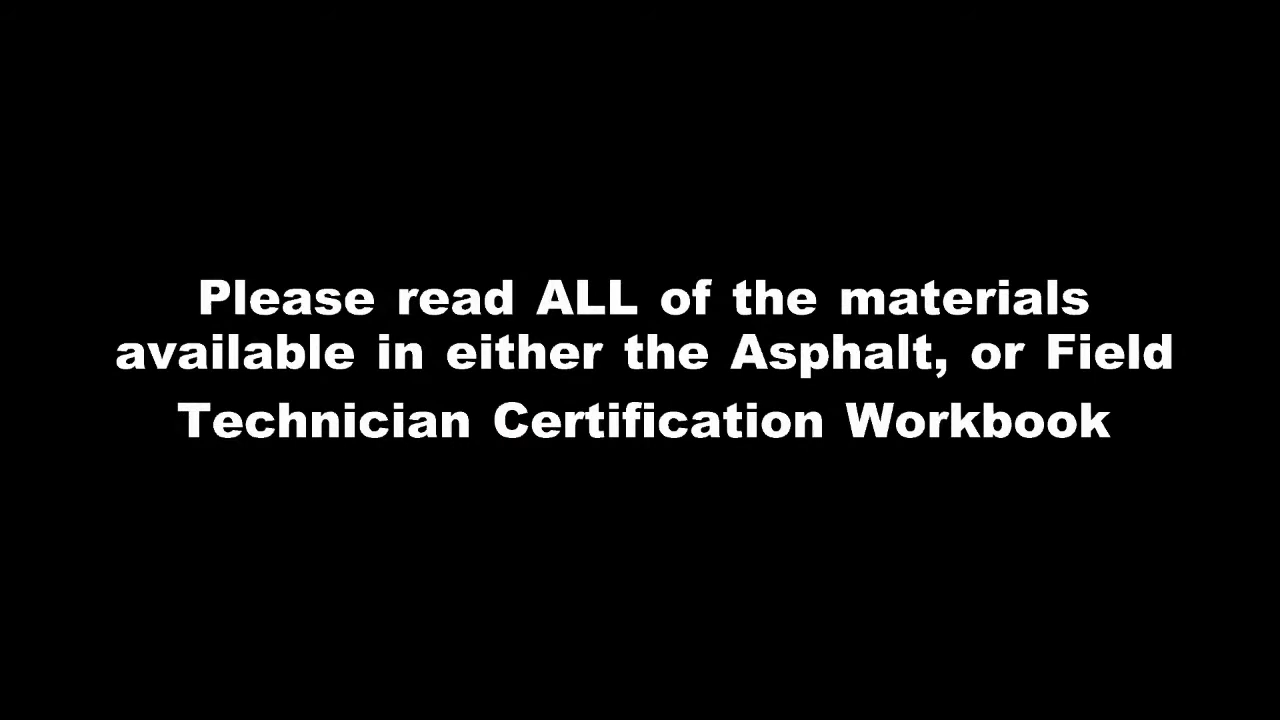 Please read ALL of the materials
available in either the Asphalt, or Field
Technician Certification Workbook